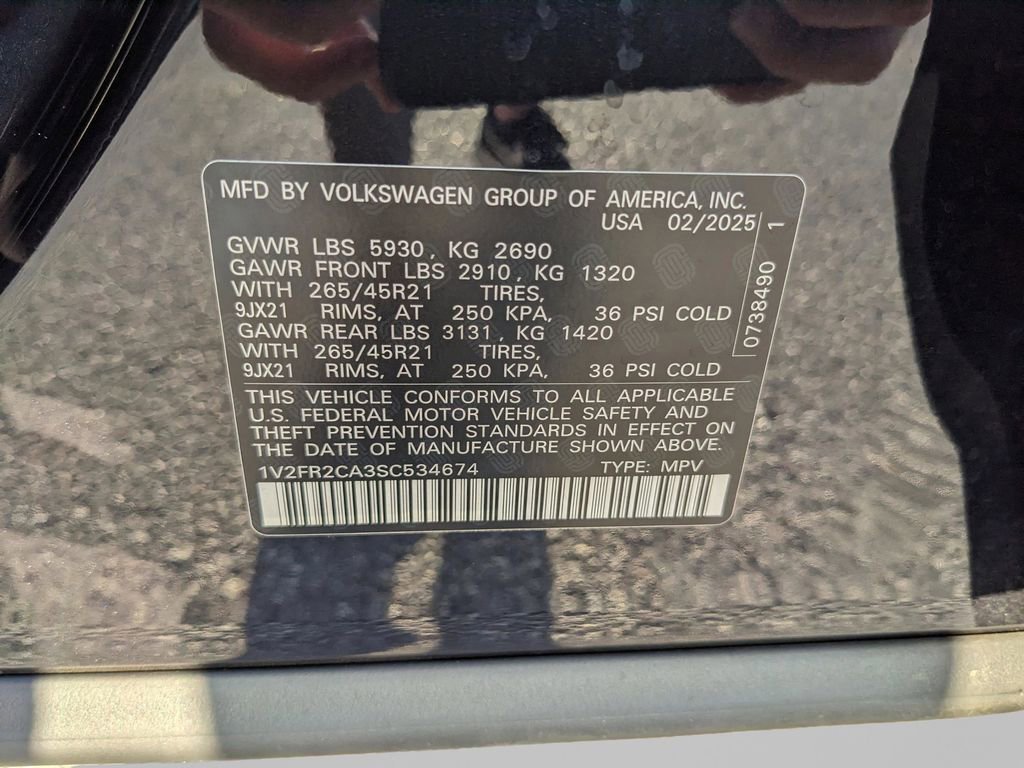 MFD BY VOLKSWAGEN GROUP OF AMERICA, INC.
USA 02/2025
GVWR LBS 5930, KG 2690
GAWR FRONT LBS 2910, KG 1320
WITH 265/45R21 TIRES,
9JX21 RIMS, AT 250 KPA, 36 PSI COLD
GAWR REAR LBS 3131, KG 1420
WITH 265/45R21 TIRES,
9JX21 RIMS, AT 250 KPA, 36 PSI COLD
THIS VEHICLE CONFORMS TO ALL APPLICABLE
U.S. FEDERAL MOTOR VEHICLE SAFETY AND
THEFT PREVENTION STANDARDS IN EFFECT ON
THE DATE OF MANUFACTURE SHOWN ABOVE.
1V2FR2CA3SC534674 TYPE: MPV
0738490 1